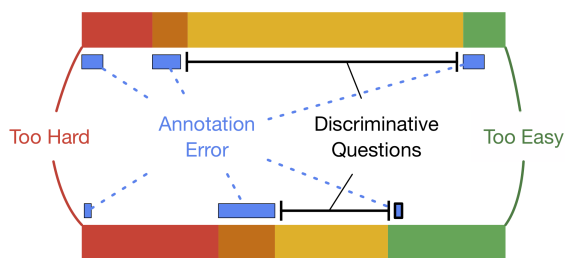 Too Hard
Annotation
Error
Discriminative
Questions
Too Easy